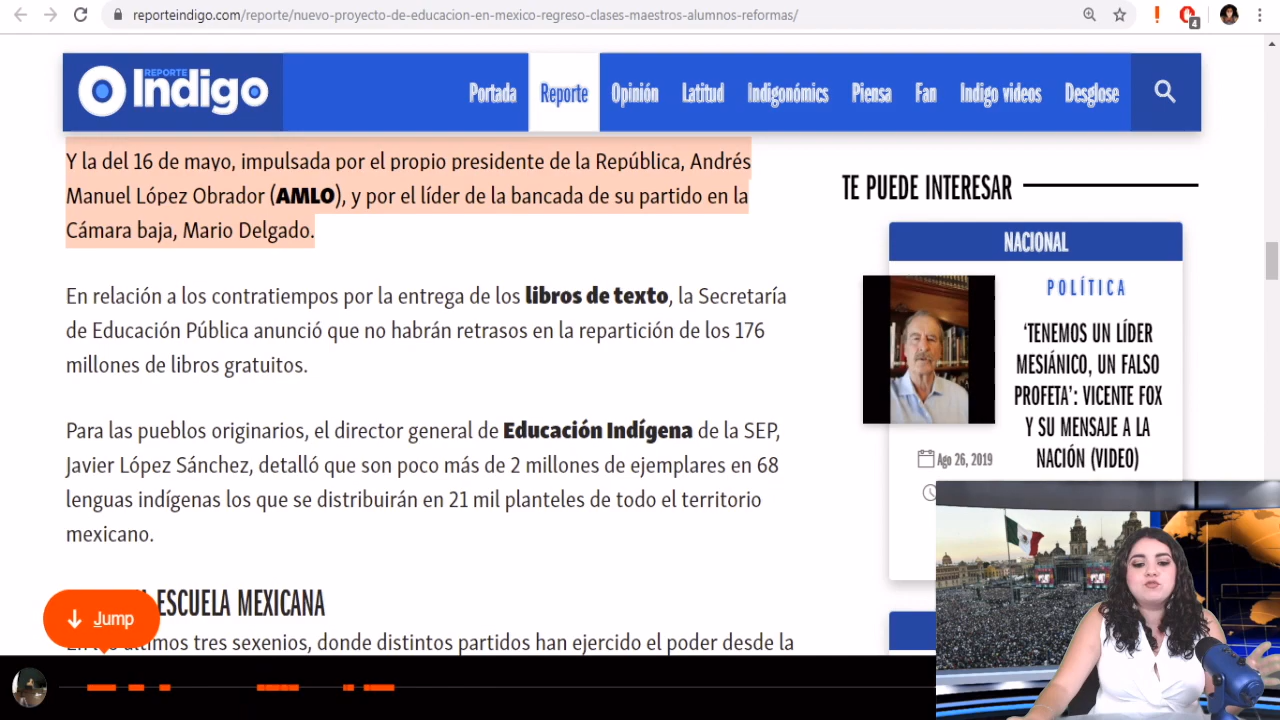 reporteindigo.com/reporte/nuevo-proyecto-de-educacion-en-mexico-regreso-clases-maestros-alumnos-reformas/
4
REPORTE
Indigo
Portada
Reporte
Opinión
Latitud
Indigonómics
Piensa
Fan
Indigo videos
Desglose
Y la del 16 de mayo, impulsada por el propio presidente de la República, Andrés
Manuel López Obrador (AMLO), y por el líder de la bancada de su partido en la
Cámara baja, Mario Delgado.
En relación a los contratiempos por la entrega de los libros de texto, la Secretaría
de Educación Pública anunció que no habrán retrasos en la repartición de los 176
millones de libros gratuitos.
Para las pueblos originarios, el director general de Educación Indígena de la SEP,
Javier López Sánchez, detalló que son poco más de 2 millones de ejemplares en 68
lenguas indígenas los que se distribuirán en 21 mil planteles de todo el territorio
mexicano.
ESCUELA MEXICANA
últimos tres sexenios, donde distintos partidos han ejercido el poder desde la
Jump
TE PUEDE INTERESAR
NACIONAL
POLÍTICA
‘TENEMOS UN LÍDER
MESIÁNICO, UN FALSO
PROFETA’: VICENTE FOX
Y SU MENSAJE A LA
NACIÓN (VIDEO)
Ago 26, 2019